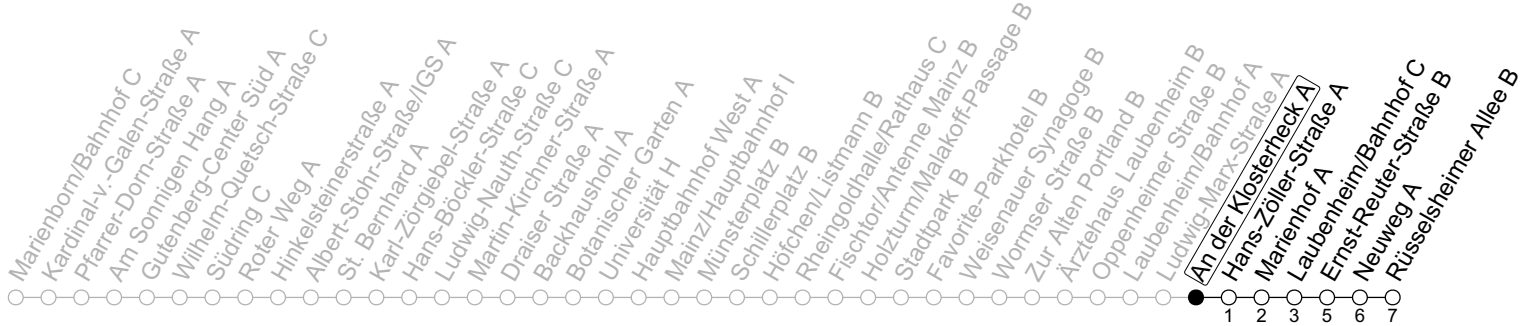 Marienborn/Bahnhof C
Kardinal-v.-Galen-Straße A
Pfarrer-Dorn-Straße A
Am Sonnigen Hang A
Gutenberg-Center Süd A
Wilhelm-Quetsch-Straße C
Südring C
Roter Weg A
Hinkelsteinerstraße A
Albert-Stohr-Straße/IGS A
St. Bernhard A
Karl-Zörgiebel-Straße A
Hans-Böckler-Straße C
Ludwig-Nauth-Straße C
Martin-Kirchner-Straße A
Draiser Straße A
Backhaushohl A
Botanischer Garten A
Universität H
Hauptbahnhof West A
Mainz/Hauptbahnhof I
Münsterplatz B
Schillerplatz B
Höfchen/Listmann B
Rheingoldhalle/Rathaus C
Fischtor/Antenne Mainz B
Holzturm/Malakoff-Passage B
Stadtpark B
Favorite-Parkhotel B
Weisenauer Synagoge B
Wormser Straße B
Zur Alten Portland B
Ärztehaus Laubenheim B
Oppenheimer Straße B
Laubenheim/Bahnhof A
Ludwig-Marx-Straße A
An der Klosterheck A
Hans-Zöller-Straße A
Marienhof A
Laubenheim/Bahnhof C
Ernst-Reuter-Straße B
Neuweg A
Rüsselsheimer Allee B
1 2 3 5 6 7